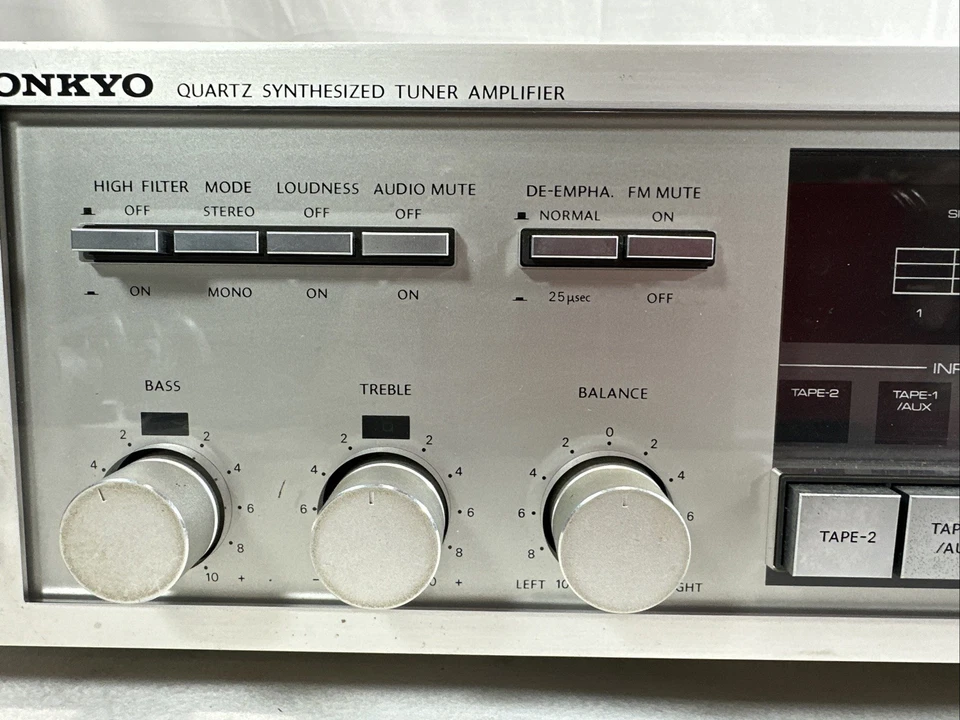 ONKYO QUARTZ SYNTHESIZED TUNER AMPLIFIER
HIGH FILTER MODE LOUDNESS AUDIO MUTE DE-EMPHA. FM MUTE
OFF STEREO OFF OFF NORMAL ON
ON MONO ON ON 25μsec OFF
1
TAPE-2 TAPE-1
/AUX
BASS TREBLE BALANCE
0
2 2 2 2 2 2
4 4 4 4 4 4
6 6 6 6 6
8 8 8
10 + - - + LEFT 10
TAPE-2